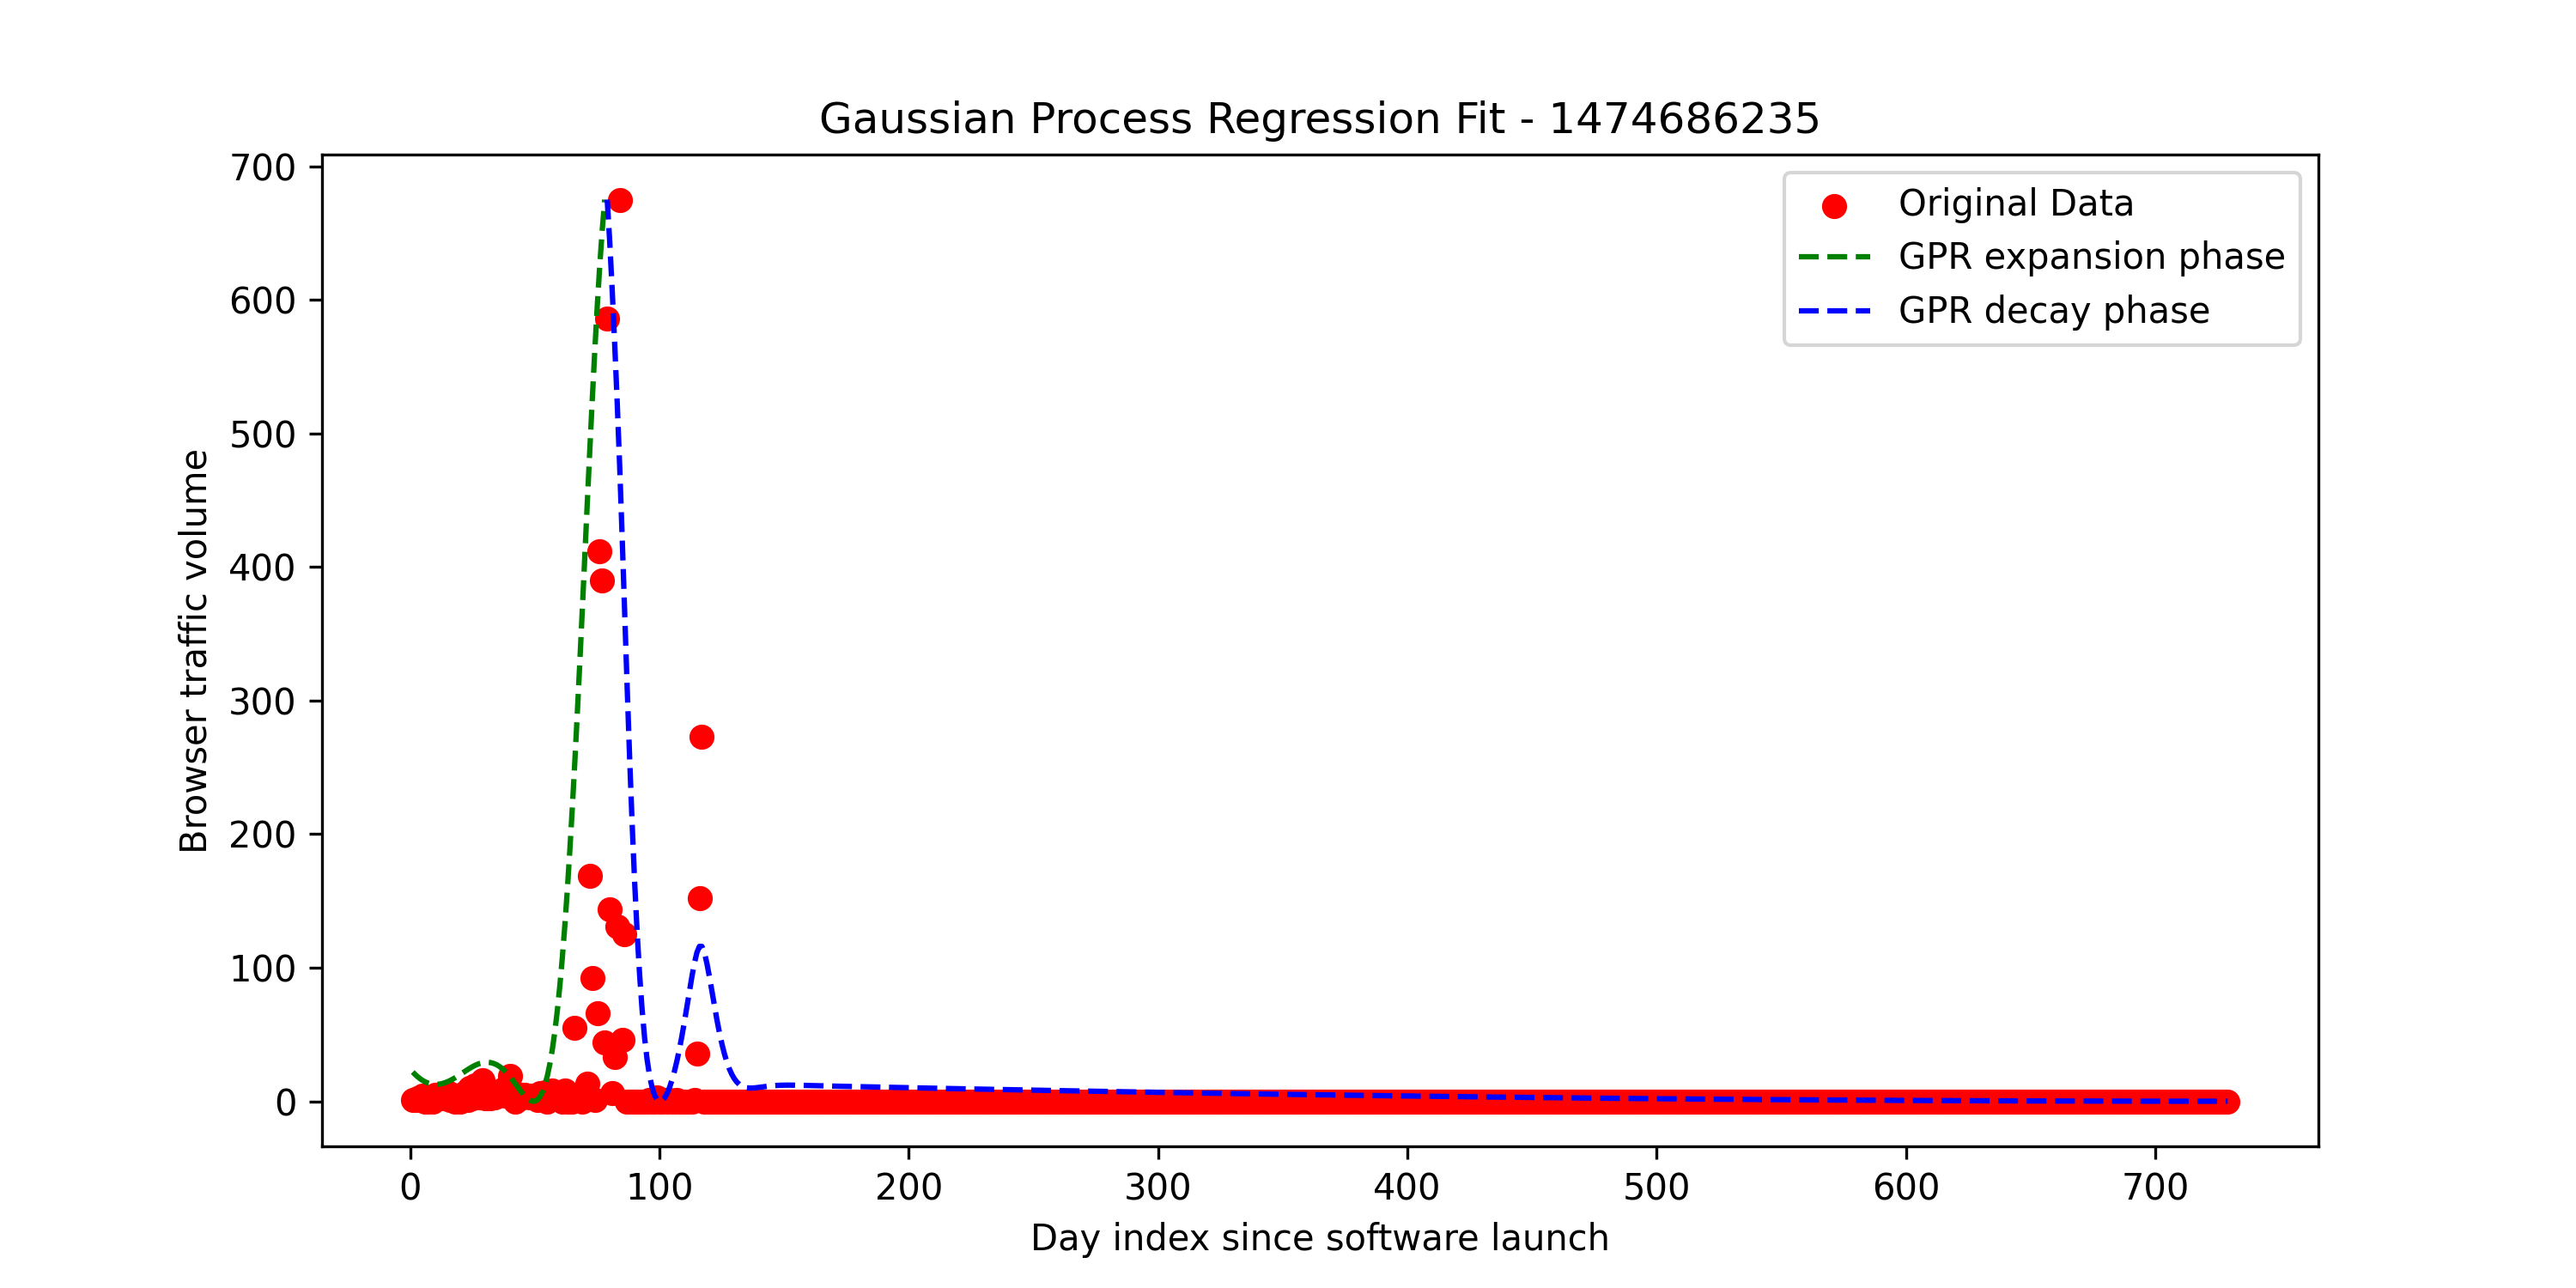 Gaussian Process Regression Fit - 1474686235
Original Data
GPR expansion phase
GPR decay phase
Browser traffic volume
700
600
500
400
300
200
100
0
0 100 200 300 400 500 600 700
Day index since software launch